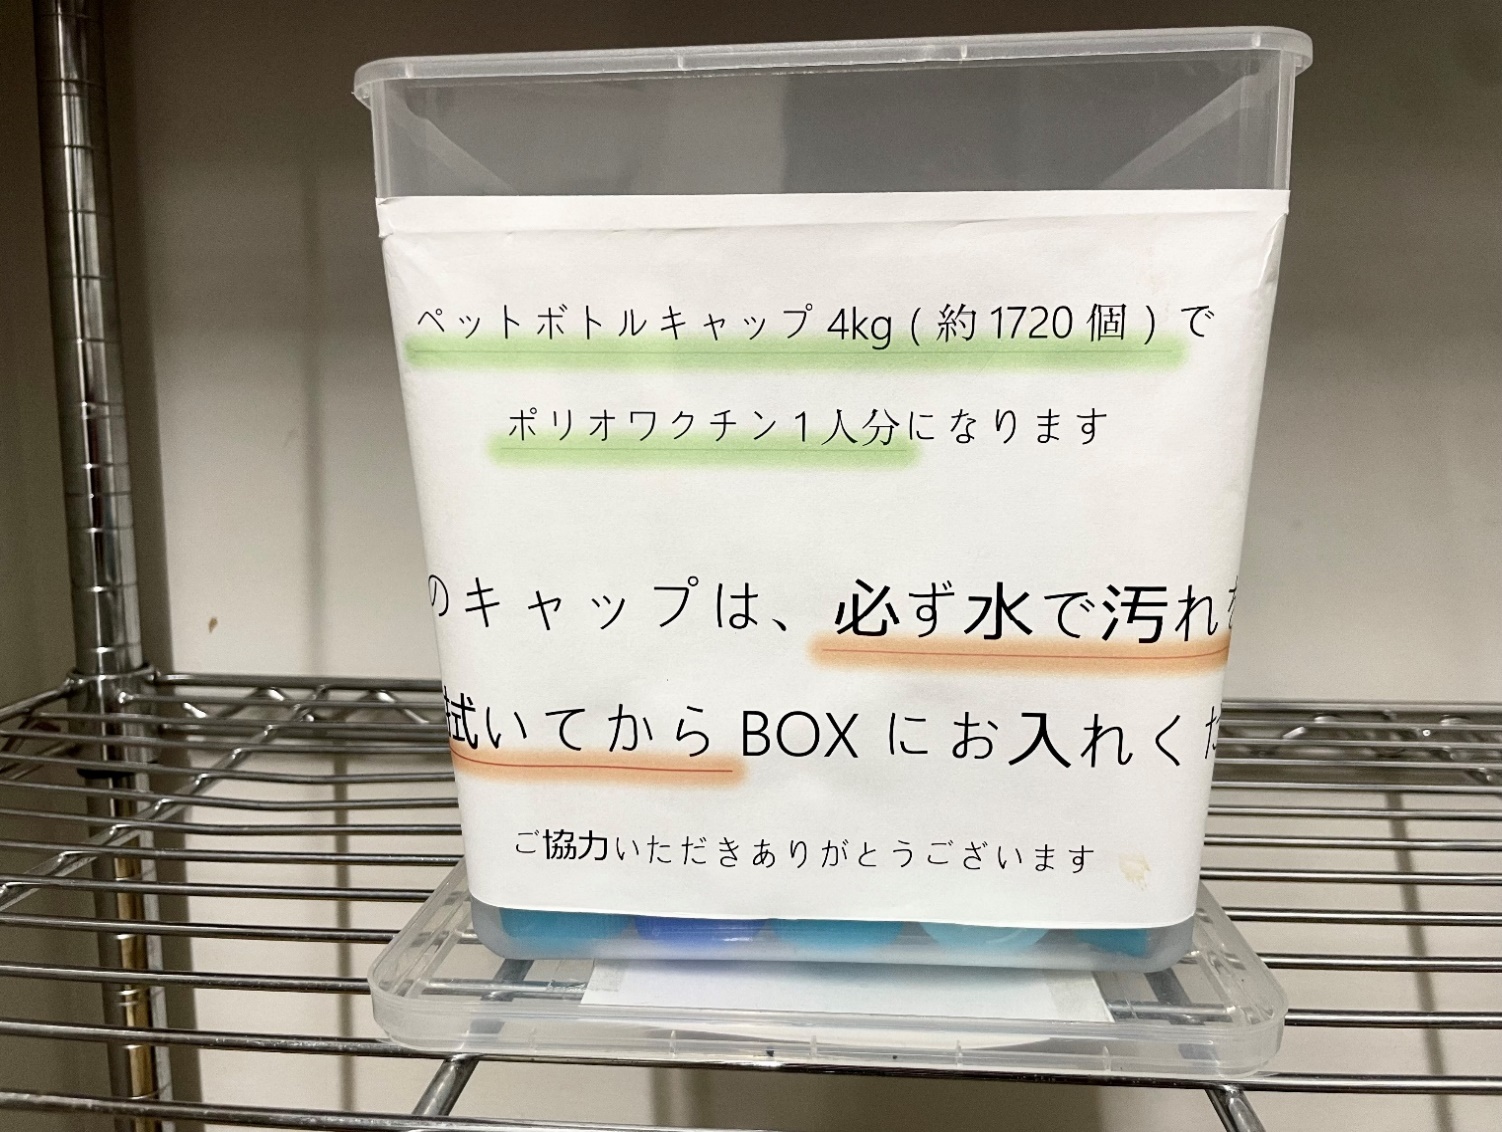 ペットボトルキャップ 4kg ( 約 1720 個 ) で
ポリオワクチン1人分になります
のキャップは、必ず水で汚れを
拭いてから BOX にお入れくだ
ご協力いただきありがとうございます